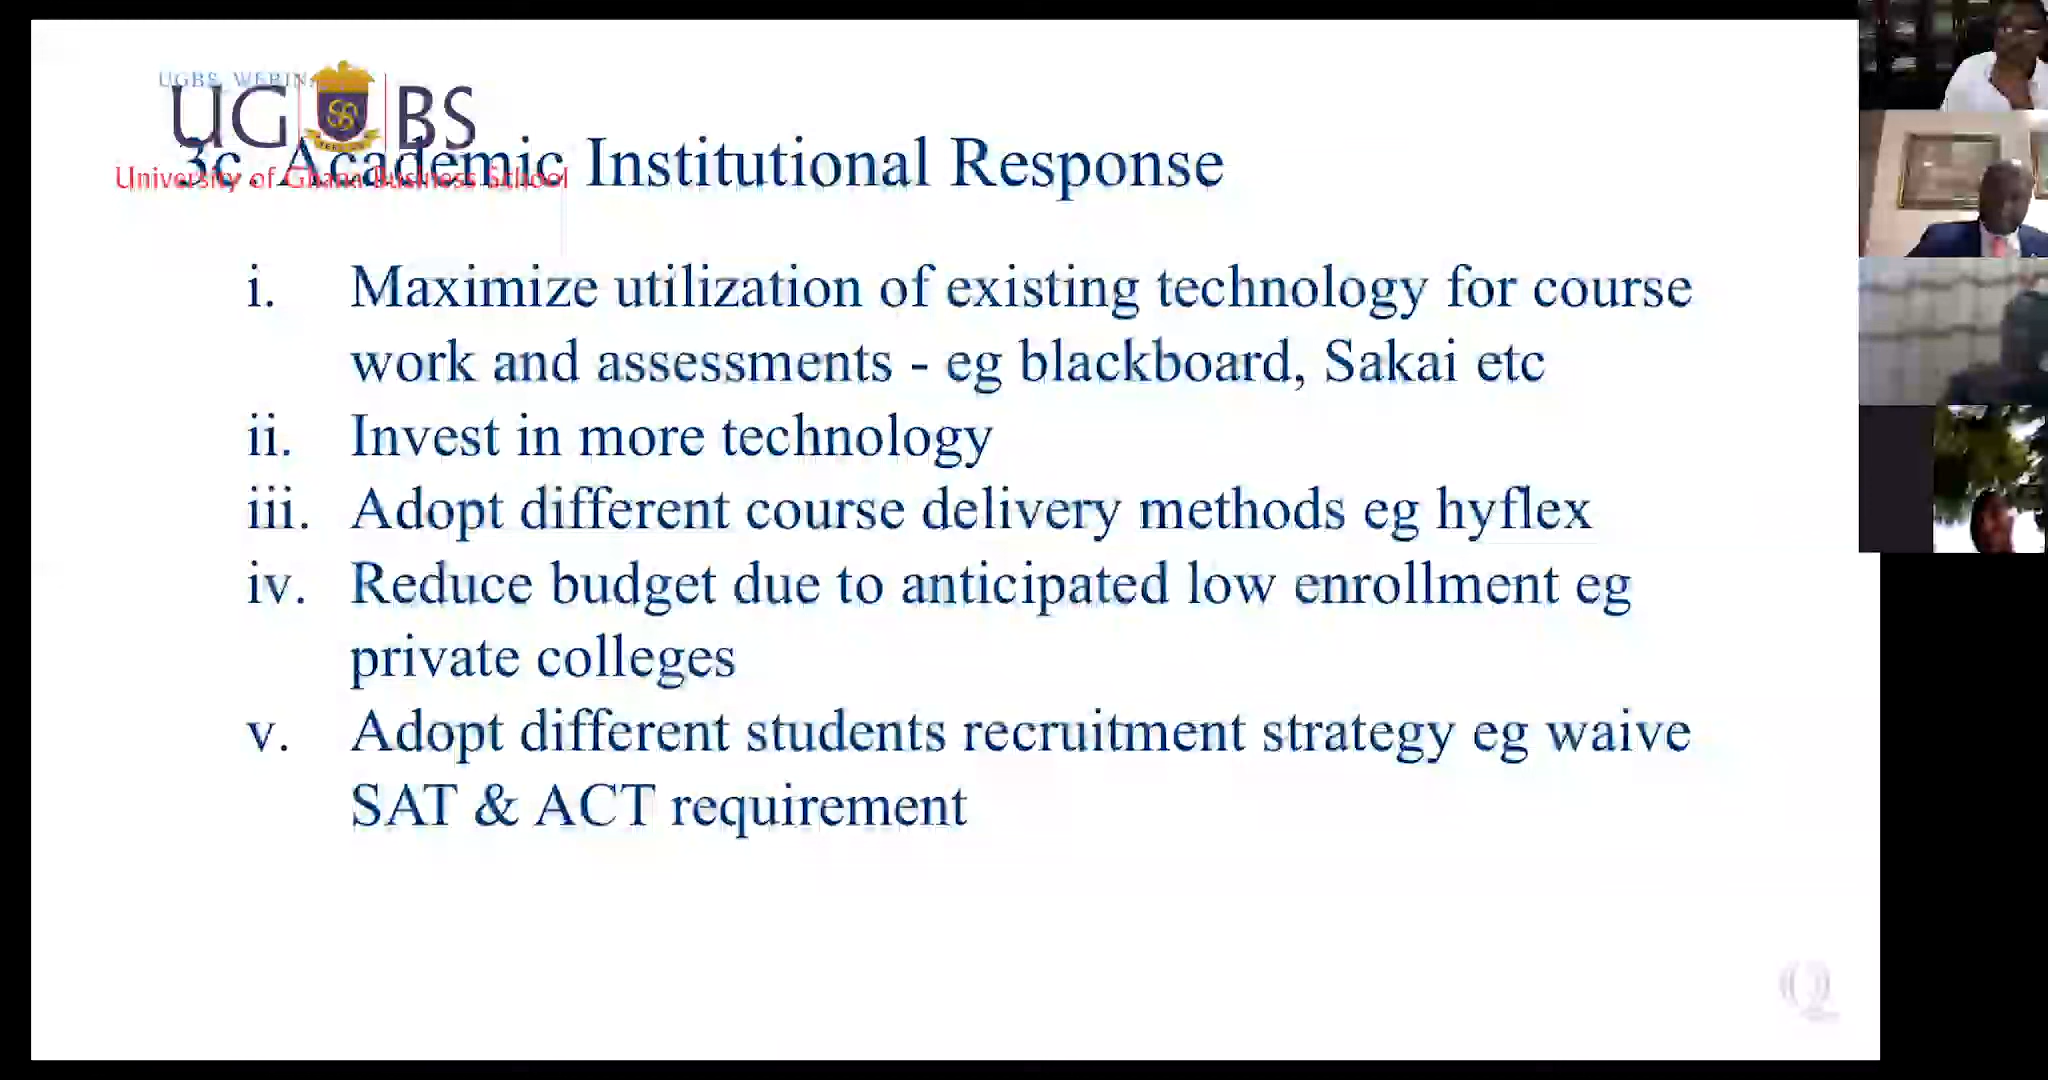 UGBS WEBIN
UG BS
University of Ghana Business School
3c. Academic Institutional Response
i. Maximize utilization of existing technology for course
work and assessments - eg blackboard, Sakai etc
ii. Invest in more technology
iii. Adopt different course delivery methods eg hyflex
iv. Reduce budget due to anticipated low enrollment eg
private colleges
v. Adopt different students recruitment strategy eg waive
SAT & ACT requirement
Q